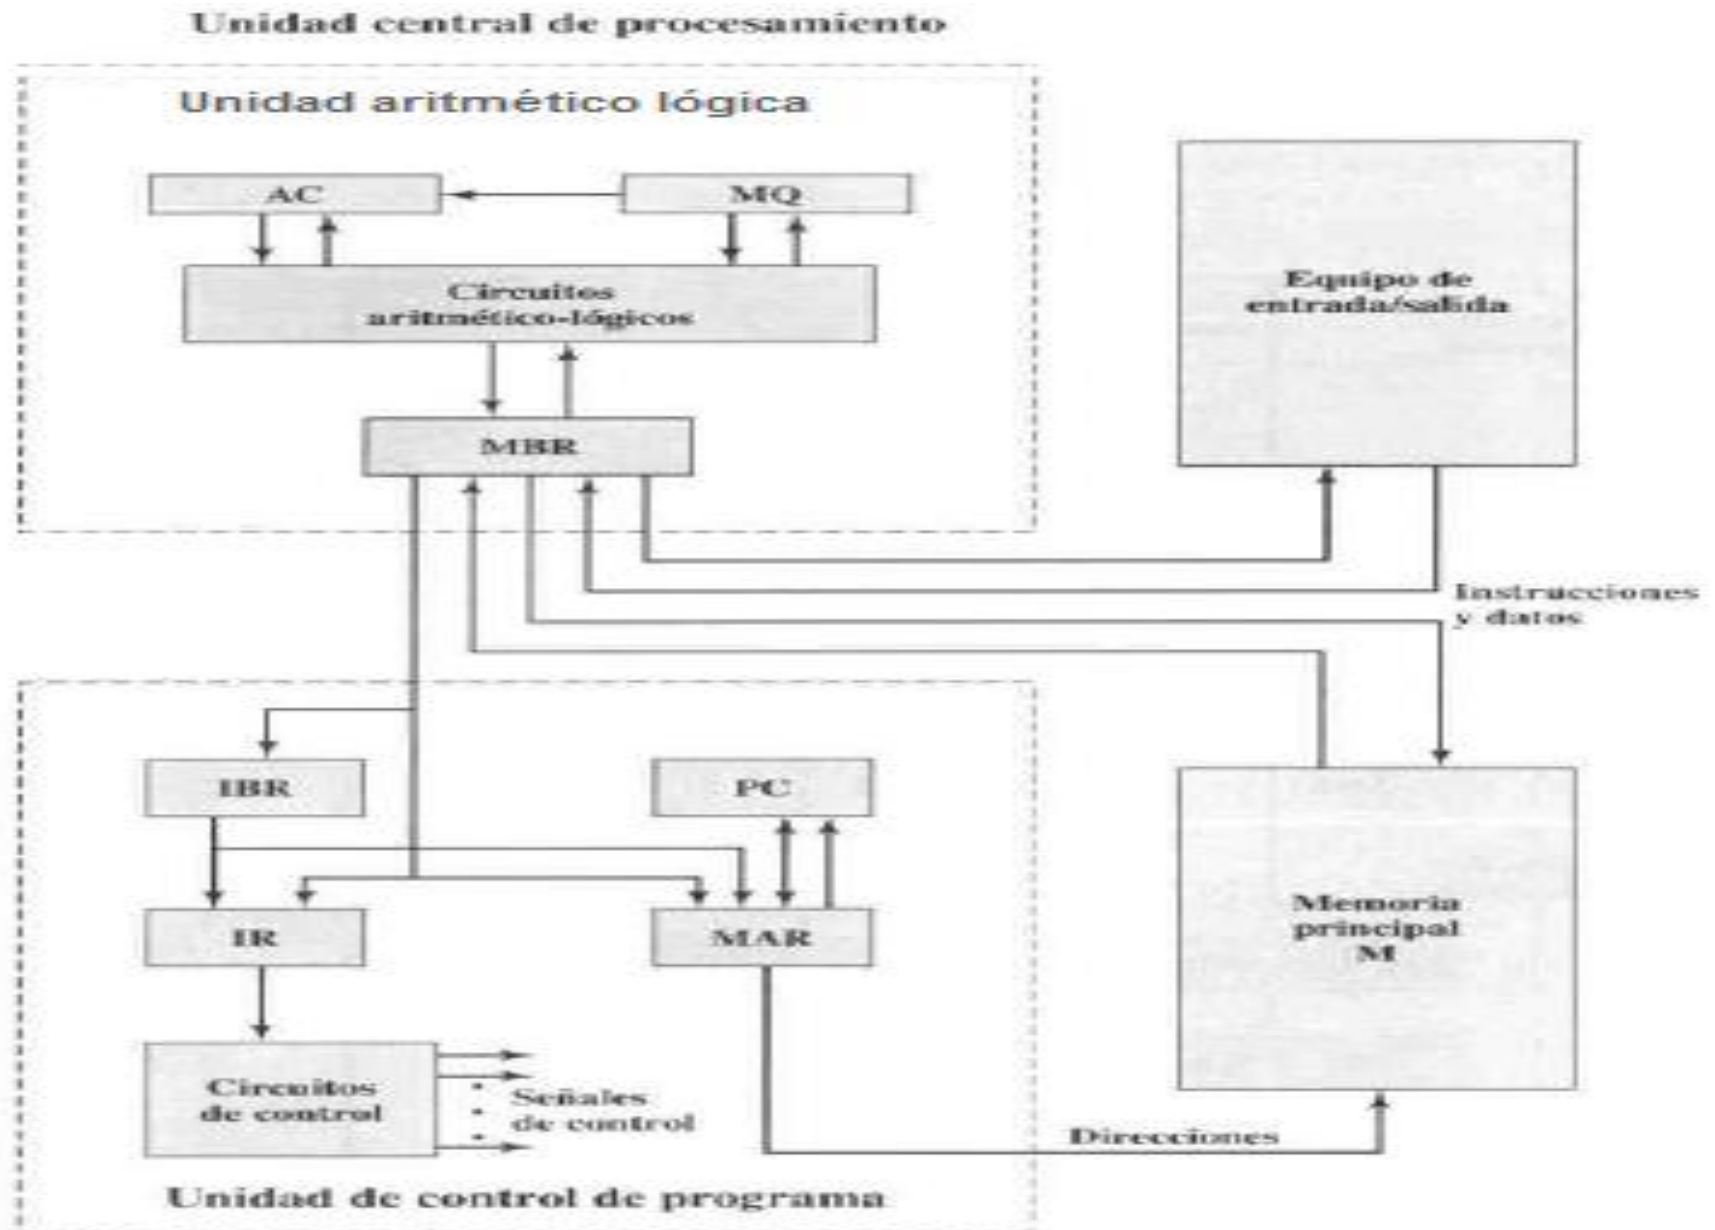 Unidad central de procesamiento
Unidad aritmético lógica
AC
MQ
Circuitos
aritmético-lógicos
MBR
Equipo de
entrada/salida
Instrucciones
y datos
IBR
PC
IR
MAR
Memoria
principal
M
Circuitos
de control
Señales
de control
Direcciones
Unidad de control de programa